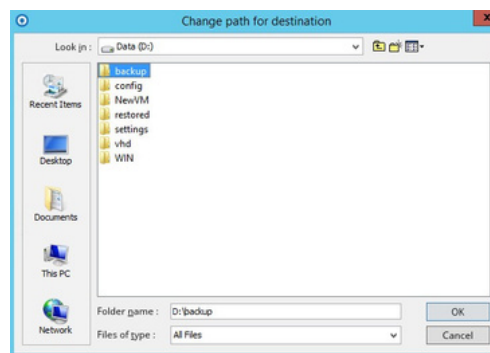 Change path for destination
x
Look in :
Data (D:)
Recent Items
Desktop
Documents
This PC
Network
backup
config
NewVM
restored
settings
vhd
WIN
Folder name :
D:\backup
OK
Files of type :
All Files
Cancel